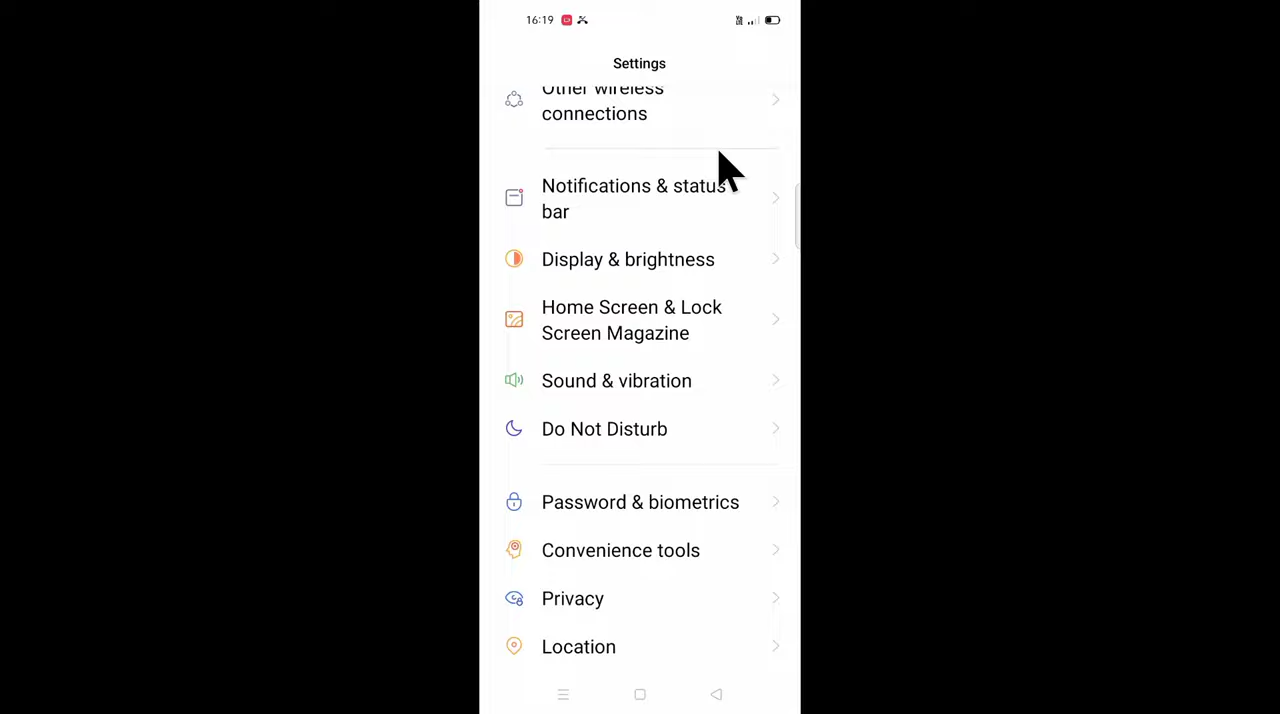 16:19
Settings
Other wireless
connections
Notifications & status
bar
Display & brightness
Home Screen & Lock
Screen Magazine
Sound & vibration
Do Not Disturb
Password & biometrics
Convenience tools
Privacy
Location